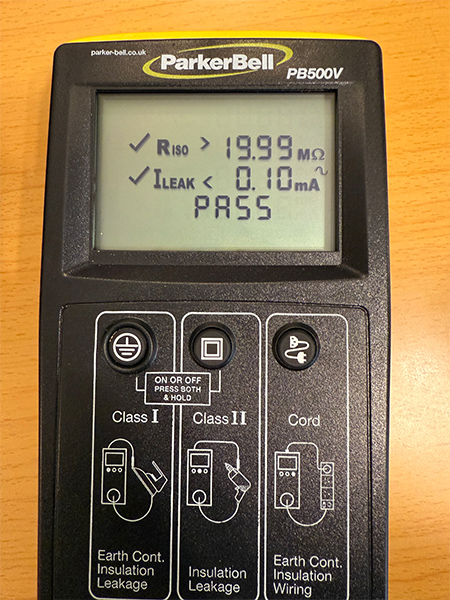 parker-bell.co.uk
ParkerBell
PB500V
✓ RISO > 19.99 MΩ
✓ ILEAK < 0.10 mA~
PASS
ON OR OFF
PRESS BOTH
& HOLD
Class I
Class II
Cord
Earth Cont.
Insulation
Leakage
Insulation
Leakage
Earth Cont.
Insulation
Wiring